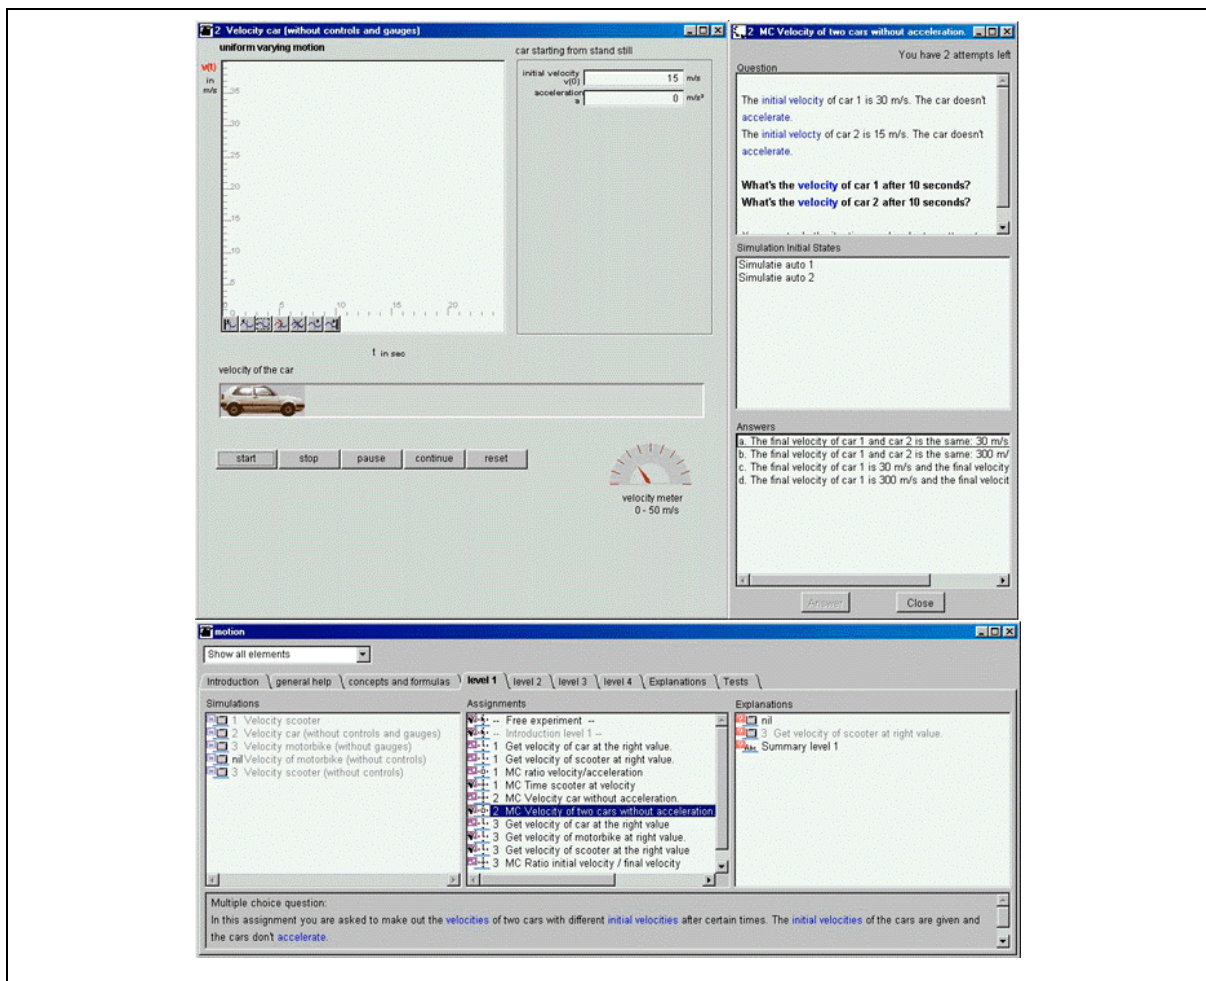 2 Velocity car (without controls and gauges)
uniform varying motion
v(t)
in
m/s
35
30
25
20
15
10
5
0
0
5
10
15
20
t in sec
car starting from stand still
initial velocity
v(0)
15 m/s
acceleration
a
0 m/s²
velocity of the car
start
stop
pause
continue
reset
velocity meter
0 - 50 m/s
2 MC Velocity of two cars without acceleration.
You have 2 attempts left
Question
The initial velocity of car 1 is 30 m/s. The car doesn't
accelerate.
The initial velocty of car 2 is 15 m/s. The car doesn't
accelerate.
What's the velocity of car 1 after 10 seconds?
What's the velocity of car 2 after 10 seconds?
Simulation Initial States
Simulatie auto 1
Simulatie auto 2
Answers
a. The final velocity of car 1 and car 2 is the same: 30 m/s
b. The final velocity of car 1 and car 2 is the same: 300 m/
c. The final velocity of car 1 is 30 m/s and the final velocity
d. The final velocity of car 1 is 300 m/s and the final velocit
Answer
Close
motion
Show all elements
Introduction
general help
concepts and formulas
level 1
level 2
level 3
level 4
Explanations
Tests
Simulations
1 Velocity scooter
2 Velocity car (without controls and gauges)
3 Velocity motorbike (without gauges)
nil Velocity of motorbike (without controls)
3 Velocity scooter (without controls)
Assignments
-- Free experiment --
-- Introduction level 1 --
1 Get velocity of car at the right value.
1 Get velocity of scooter at right value.
1 MC ratio velocity/acceleration
1 MC Time scooter at velocity
2 MC Velocity car without acceleration.
2 MC Velocity of two cars without acceleration
3 Get velocity of car at the right value
3 Get velocity of motorbike at right value.
3 Get velocity of scooter at the right value
3 MC Ratio initial velocity / final velocity
Explanations
nil
3 Get velocity of scooter at right value.
Abc Summary level 1
Multiple choice question:
In this assignment you are asked to make out the velocities of two cars with different initial velocities after certain times. The initial velocities of the cars are given and
the cars don't accelerate.